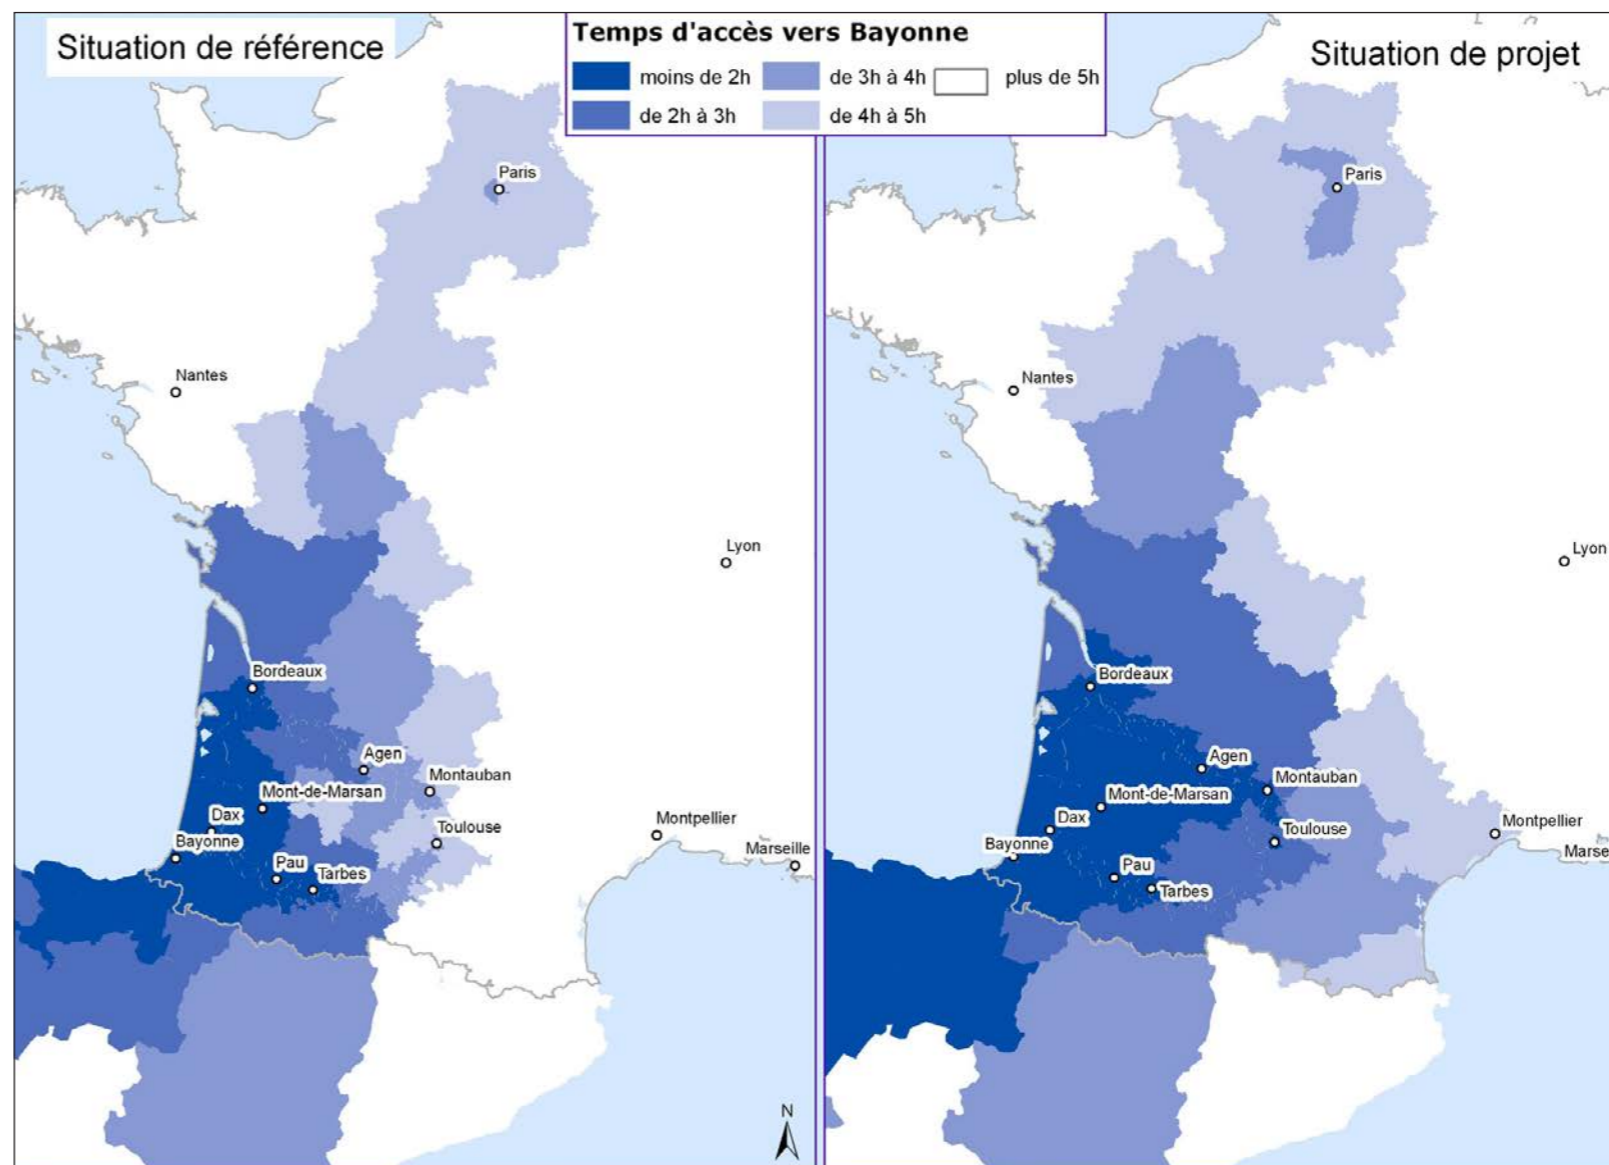 Situation de référence
Temps d'accès vers Bayonne
moins de 2h
de 3h à 4h
plus de 5h
de 2h à 3h
de 4h à 5h
Situation de projet
Paris
Nantes
Lyon
Bordeaux
Agen
Montauban
Mont-de-Marsan
Dax
Toulouse
Bayonne
Montpellier
Marseille
Pau
Tarbes
N
Paris
Nantes
Lyon
Bordeaux
Agen
Montauban
Mont-de-Marsan
Dax
Toulouse
Montpellier
Bayonne
Marse
Pau
Tarbes